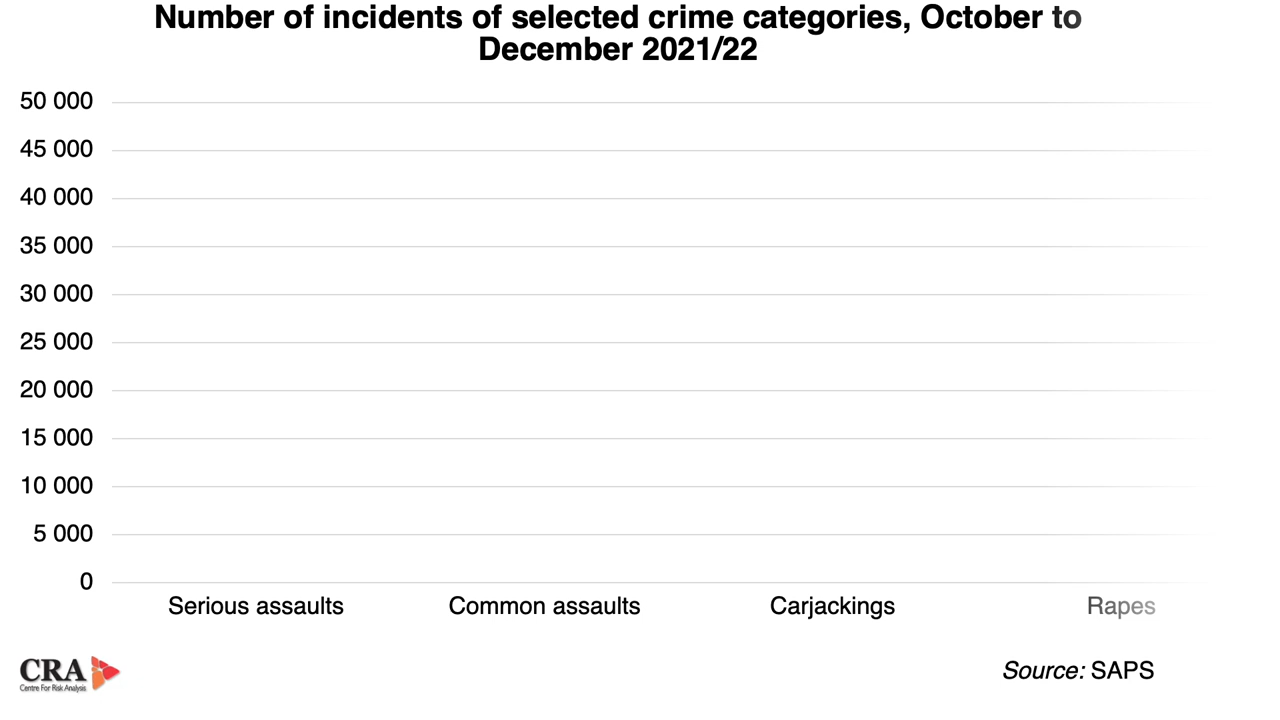 Number of incidents of selected crime categories, October to
December 2021/22
50 000
45 000
40 000
35 000
30 000
25 000
20 000
15 000
10 000
5 000
0
Serious assaults
Common assaults
Carjackings
Rapes
CRA
Centre For Risk Analysis
Source: SAPS